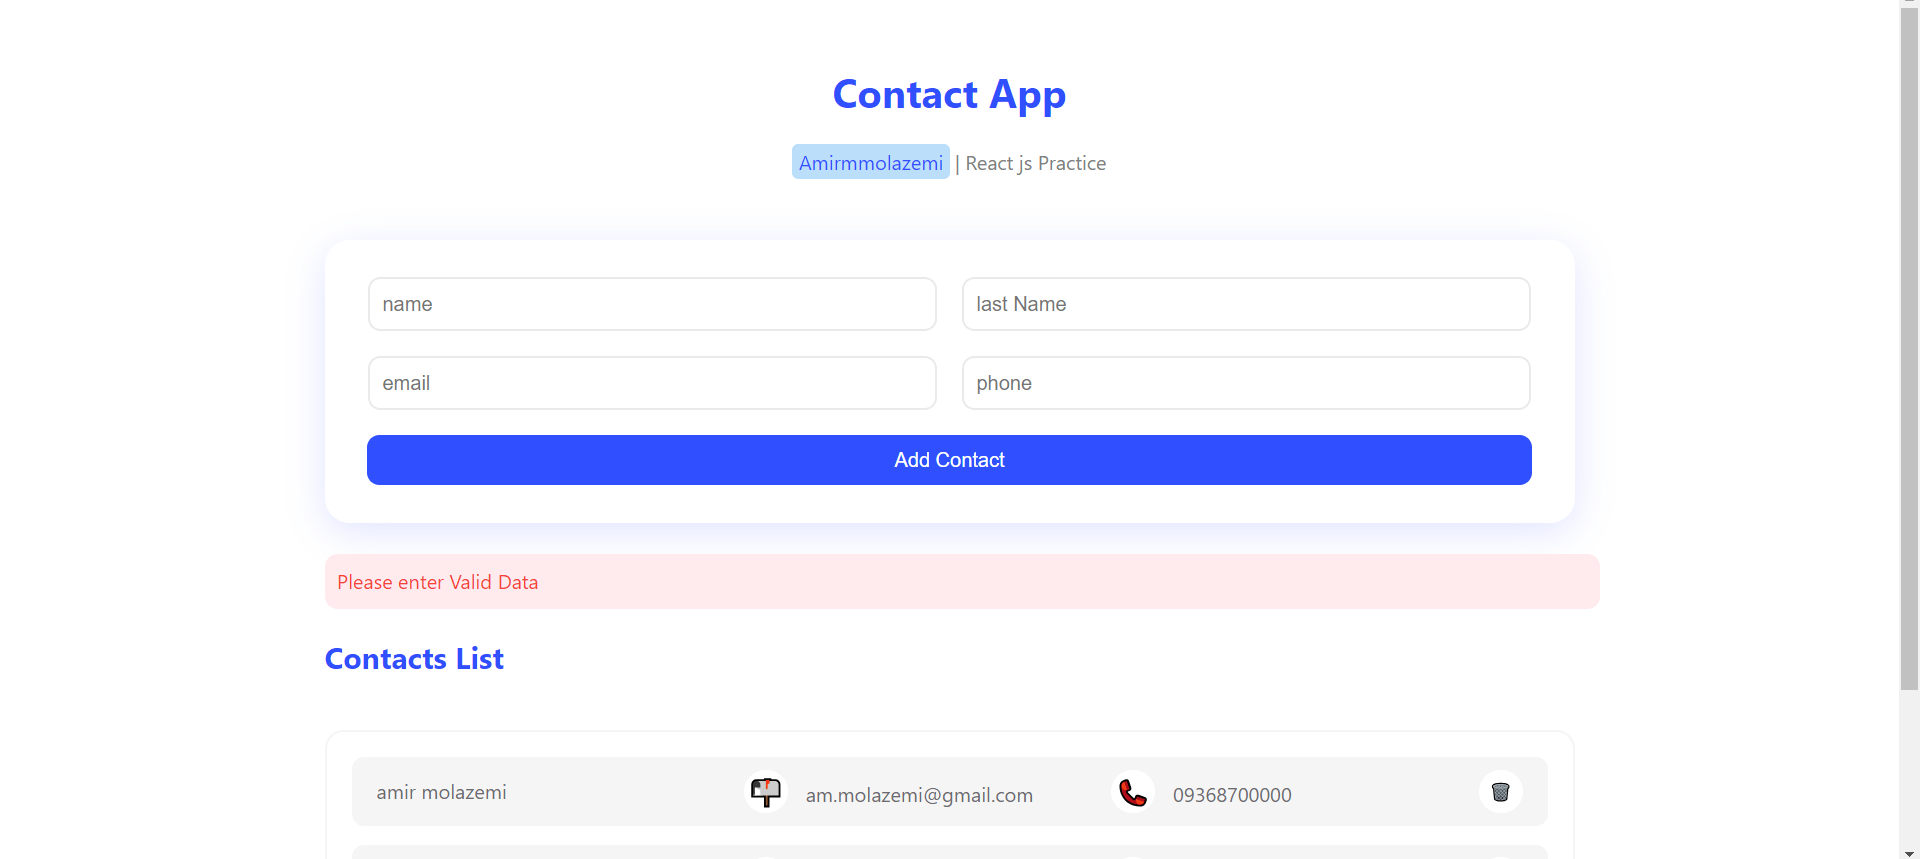 Contact App
Amirmmolazemi | React js Practice
name last Name
email phone
Add Contact
Please enter Valid Data
Contacts List
amir molazemi am.molazemi@gmail.com 09368700000